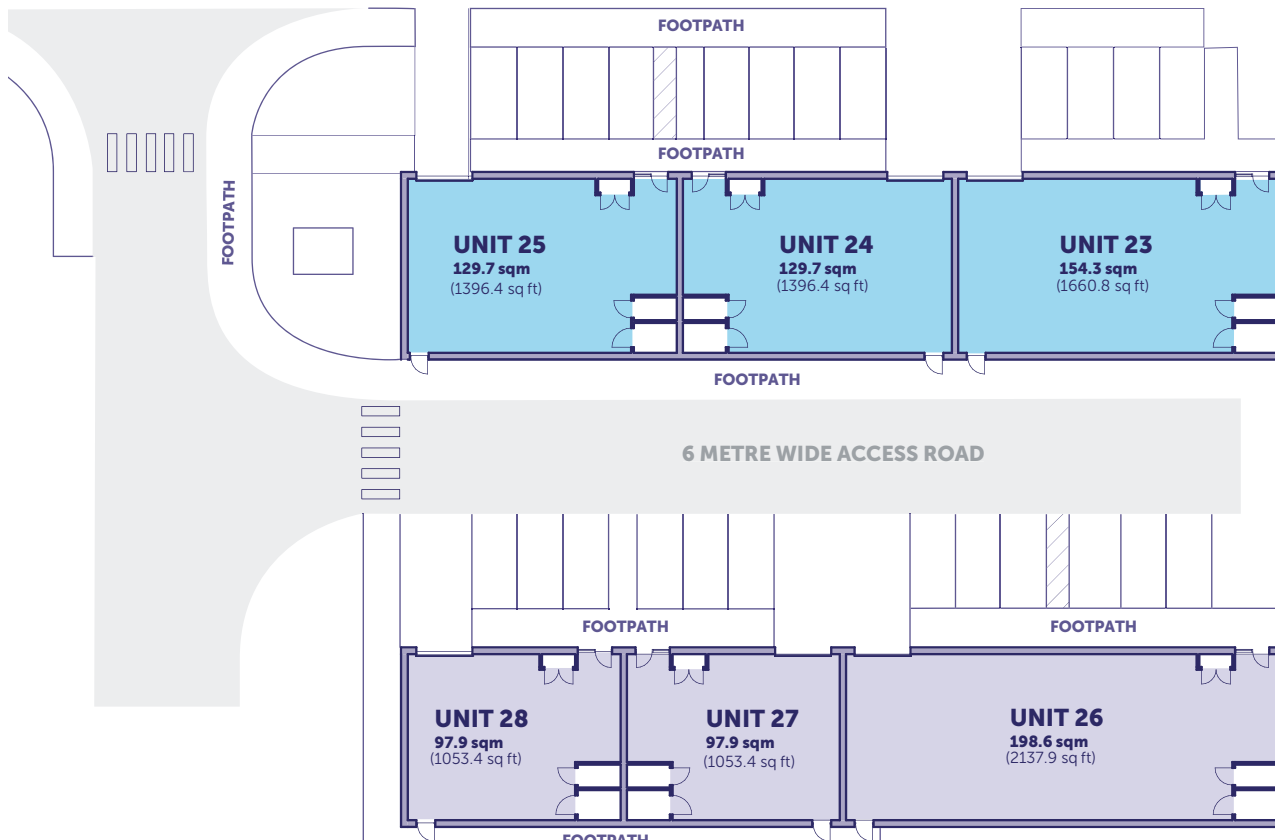 FOOTPATH
FOOTPATH
FOOTPATH
UNIT 25
129.7 sqm
(1396.4 sq ft)
UNIT 24
129.7 sqm
(1396.4 sq ft)
UNIT 23
154.3 sqm
(1660.8 sq ft)
FOOTPATH
6 METRE WIDE ACCESS ROAD
FOOTPATH
FOOTPATH
UNIT 28
97.9 sqm
(1053.4 sq ft)
UNIT 27
97.9 sqm
(1053.4 sq ft)
UNIT 26
198.6 sqm
(2137.9 sq ft)
FOOTPATH